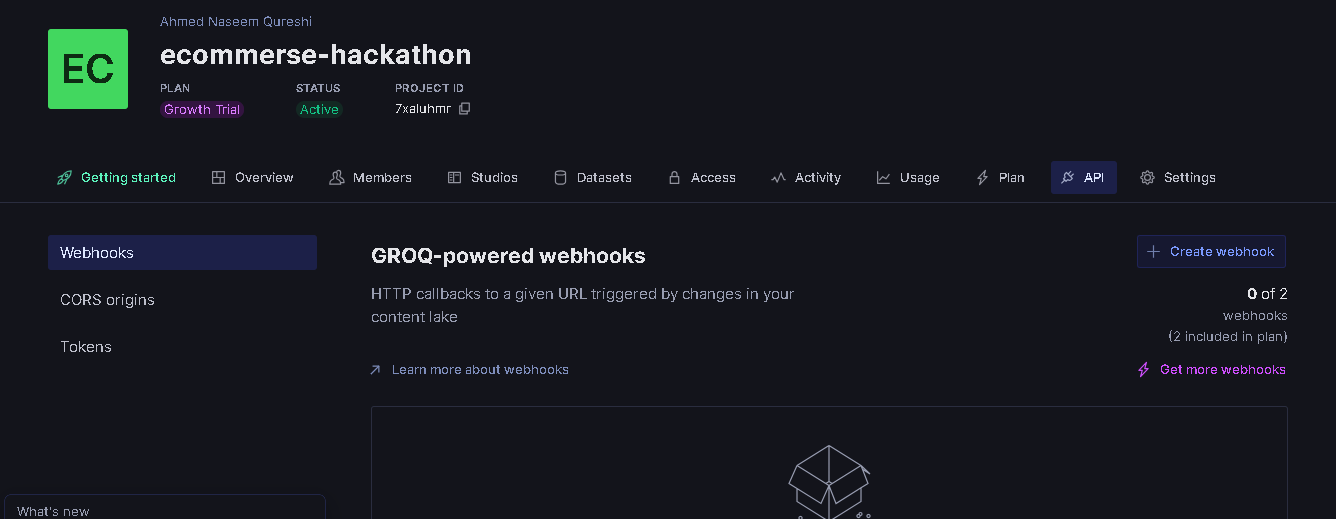 Ahmed Naseem Qureshi
EC
ecommerse-hackathon
PLAN STATUS PROJECT ID
Growth Trial Active 7xaluhmr
Getting started Overview Members Studios Datasets Access Activity Usage Plan API Settings
Webhooks
CORS origins
Tokens
GROQ-powered webhooks
HTTP callbacks to a given URL triggered by changes in your
content lake
Learn more about webhooks
Create webhook
0 of 2
webhooks
(2 included in plan)
Get more webhooks
What's new